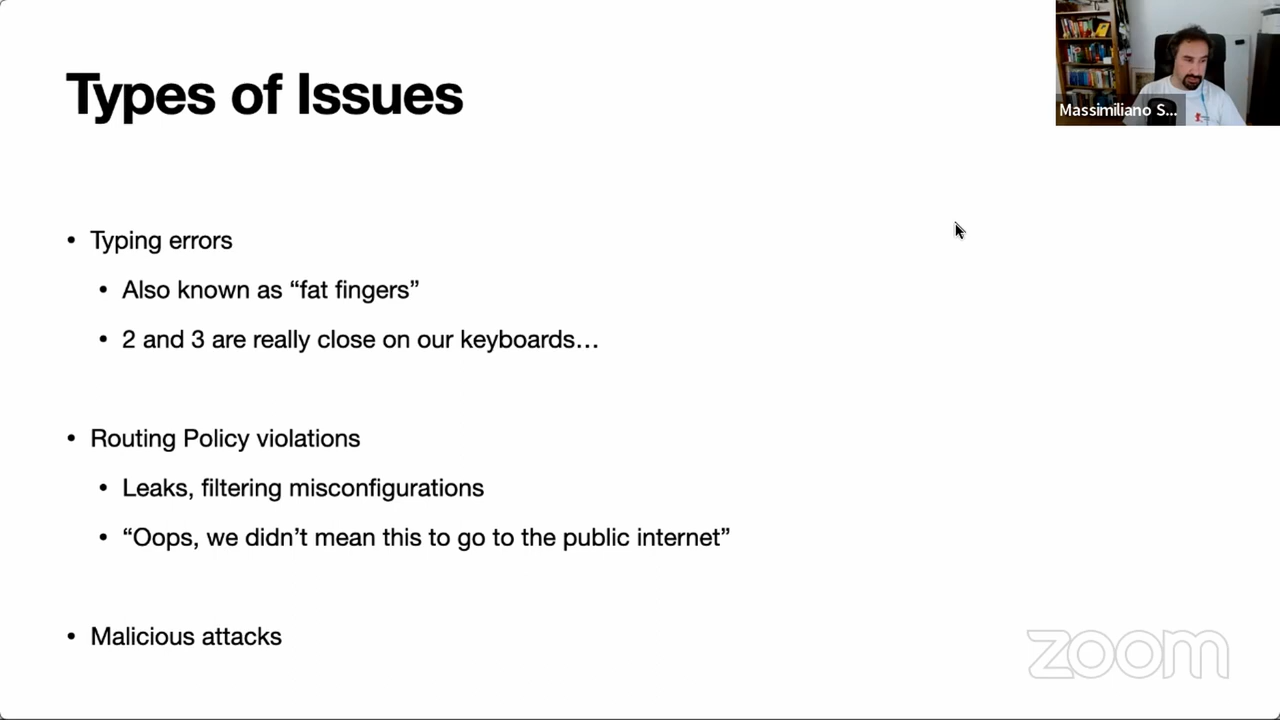 Types of Issues
Massimiliano S...
• Typing errors
• Also known as “fat fingers”
• 2 and 3 are really close on our keyboards…
• Routing Policy violations
• Leaks, filtering misconfigurations
• “Oops, we didn’t mean this to go to the public internet”
• Malicious attacks
zoom